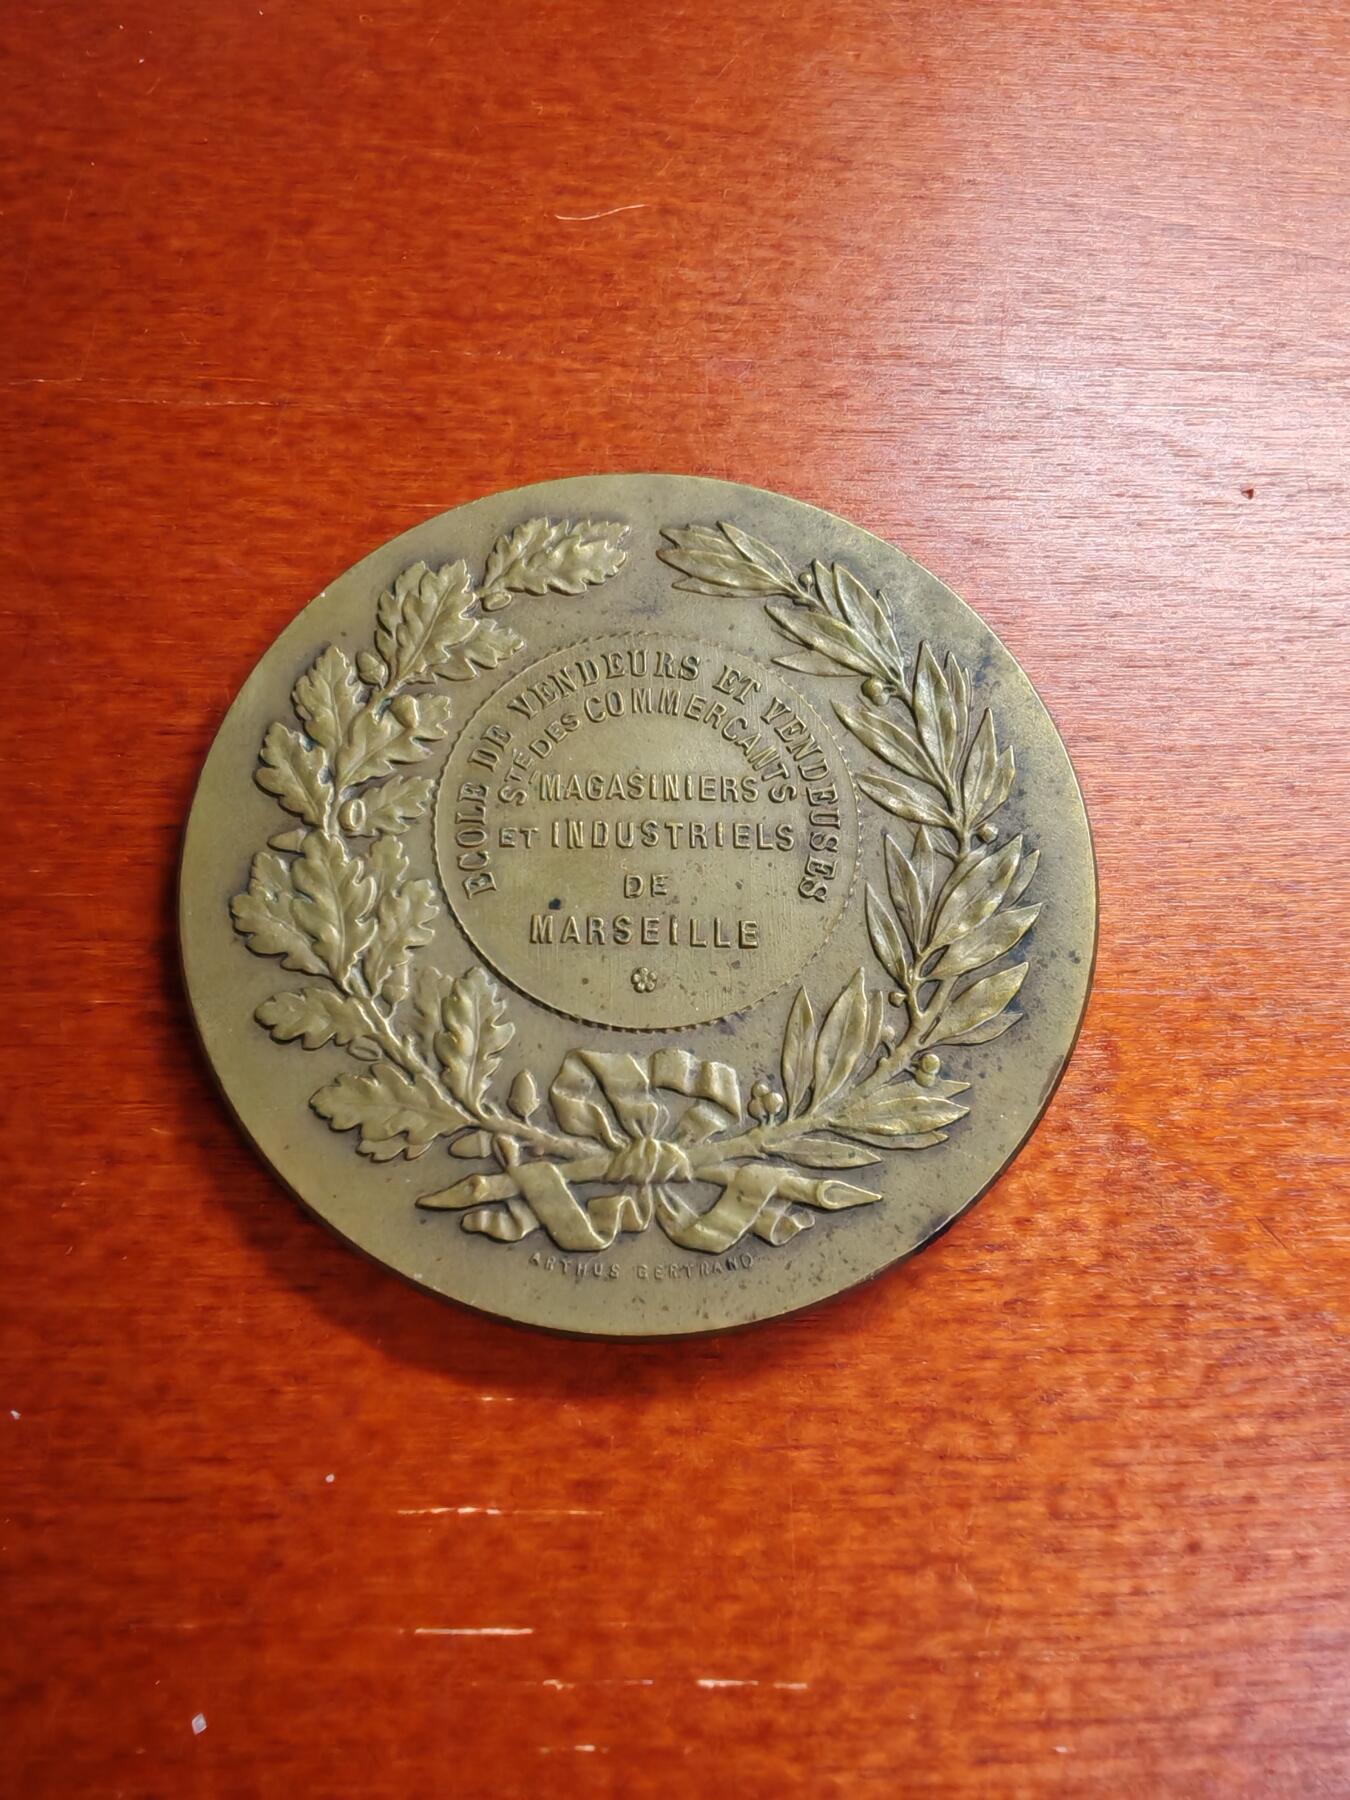 ECOLE DE VENDEURS ET VENDEUSES
STÉ DES COMMERCANTS
MAGASINIERS
ET INDUSTRIELS
DE
MARSEILLE
ARTHUS BERTRAND